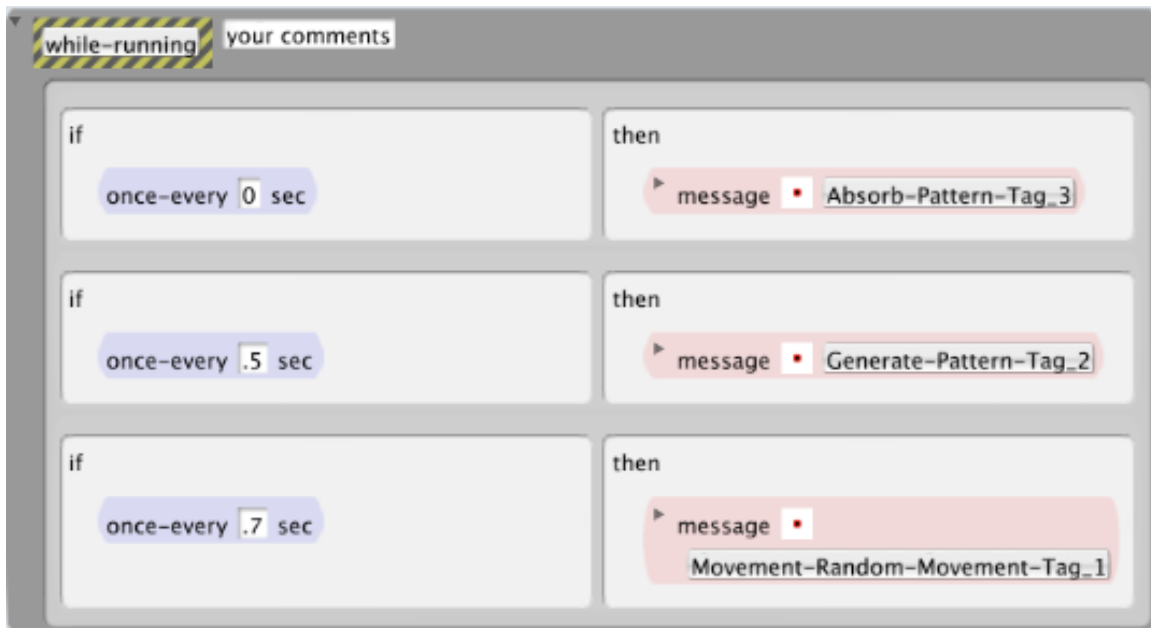 while-running your comments
if then
once-every 0 sec message Absorb-Pattern-Tag_3
if then
once-every .5 sec message Generate-Pattern-Tag_2
if then
once-every .7 sec message
Movement-Random-Movement-Tag_1